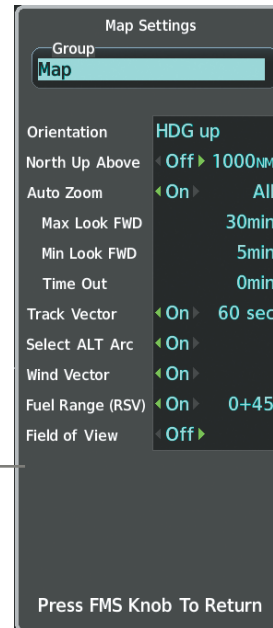 Map Settings
Group
Map
Orientation HDG up
North Up Above Off 1000NM
Auto Zoom On All
Max Look FWD 30min
Min Look FWD 5min
Time Out 0min
Track Vector On 60 sec
Select ALT Arc On
Wind Vector On
Fuel Range (RSV) On 0+45
Field of View Off
Press FMS Knob To Return